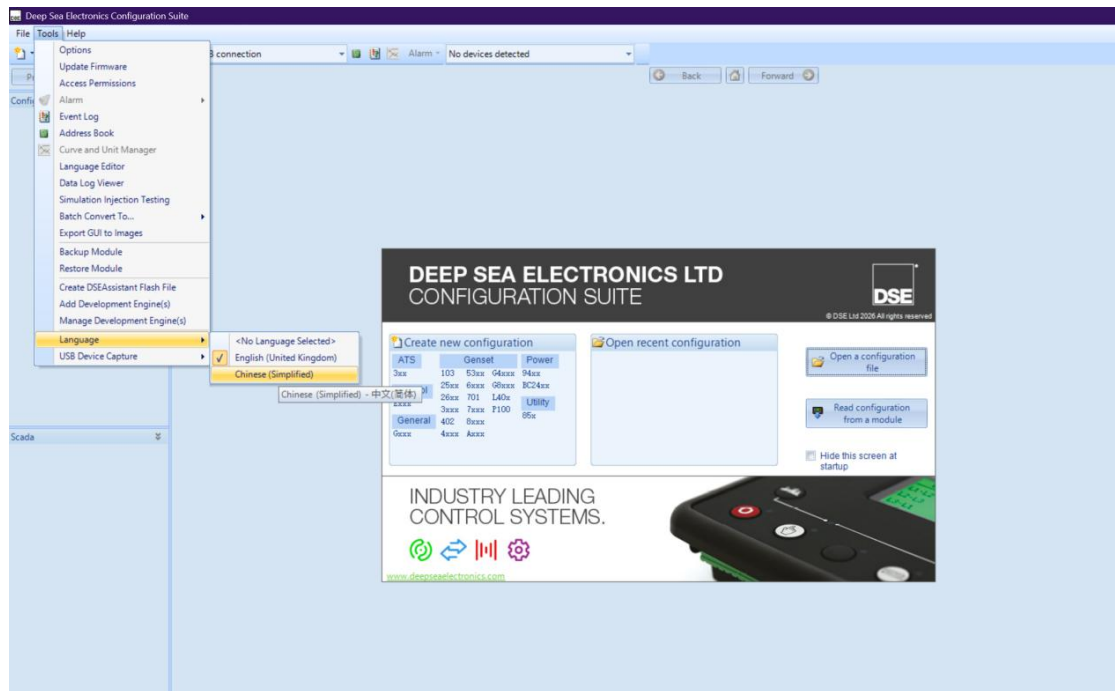 Deep Sea Electronics Configuration Suite
File Tools Help
B connection Alarm No devices detected
Back Forward
Options
Update Firmware
Access Permissions
Alarm
Event Log
Address Book
Curve and Unit Manager
Language Editor
Data Log Viewer
Simulation Injection Testing
Batch Convert To...
Export GUI to Images
Backup Module
Restore Module
Create DSEAssistant Flash File
Add Development Engine(s)
Manage Development Engine(s)
Language
USB Device Capture
<No Language Selected>
English (United Kingdom)
Chinese (Simplified)
Chinese (Simplified) - 中文(简体)
Scada
DEEP SEA ELECTRONICS LTD
CONFIGURATION SUITE
DSE
© DSE Ltd 2026 All rights reserved
Create new configuration
ATS Genset Power
3xx 103 53xx G4xxx 94xx
25xx 6xxx G8xxx BC24xx
26xx 701 L40x Utility
3xxx 7xxx P100 65x
General 402 8xxx
Gxxx 4xxx Axxx
Open recent configuration
Open a configuration
file
Read configuration
from a module
Hide this screen at
startup
INDUSTRY LEADING
CONTROL SYSTEMS.
www.deepseaelectronics.com